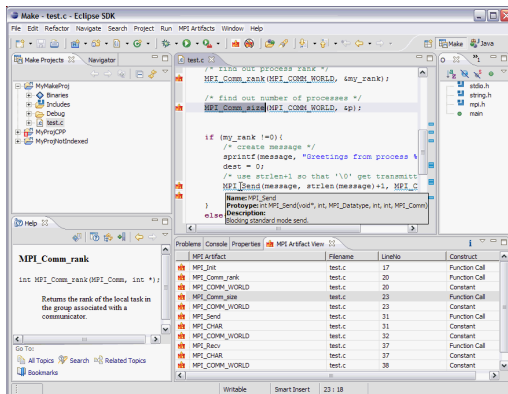 Make - test.c - Eclipse SDK
File Edit Refactor Navigate Search Project Run MPI Artifacts Window Help
Make Java
Make Projects Navigator
MyMakeProj
Binaries
Includes
Debug
test.c
MyProjCPP
MyProjNotIndexed
test.c
/* find out process rank */
MPI_Comm_rank(MPI_COMM_WORLD, &my_rank);
/* find out number of processes */
MPI_Comm_size(MPI_COMM_WORLD, &p);
if (my_rank !=0){
/* create message */
sprintf(message, "Greetings from process %
dest = 0;
/* use strlen+1 so that '\0' get transmitt
MPI_Send(message, strlen(message)+1, MPI_C
}
else
Name:MPI_Send
Protoype:int MPI_Send(void*, int, MPI_Datatype, int, int, MPI_Comm)
Description:
Blocking standard mode send.
O
stdio.h
string.h
mpi.h
main
Help
MPI_Comm_rank
int MPI_Comm_rank(MPI_Comm, int *);
Returns the rank of the local task in
the group associated with a
communicator.
Go To:
All Topics Search Related Topics
Bookmarks
Problems Console Properties MPI Artifact View
MPI Artifact Filename LineNo Construct
MPI_Init test.c 17 Function Call
MPI_Comm_rank test.c 20 Function Call
MPI_COMM_WORLD test.c 20 Constant
MPI_Comm_size test.c 23 Function Call
MPI_COMM_WORLD test.c 23 Constant
MPI_Send test.c 31 Function Call
MPI_CHAR test.c 31 Constant
MPI_COMM_WORLD test.c 32 Constant
MPI_Recv test.c 37 Function Call
MPI_CHAR test.c 37 Constant
MPI_COMM_WORLD test.c 38 Constant
Writable Smart Insert 23 : 18